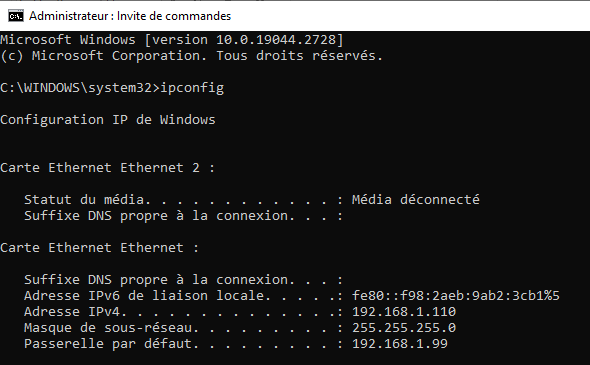 Administrateur : Invite de commandes
Microsoft Windows [version 10.0.19044.2728]
(c) Microsoft Corporation. Tous droits réservés.
C:\WINDOWS\system32>ipconfig
Configuration IP de Windows
Carte Ethernet Ethernet 2 :
Statut du média. . . . . . . . . . . . : Média déconnecté
Suffixe DNS propre à la connexion. . . :
Carte Ethernet Ethernet :
Suffixe DNS propre à la connexion. . . :
Adresse IPv6 de liaison locale. . . . .: fe80::f98:2aeb:9ab2:3cb1%5
Adresse IPv4. . . . . . . . . . . . . .: 192.168.1.110
Masque de sous-réseau. . . . . . . . . : 255.255.255.0
Passerelle par défaut. . . . . . . . . : 192.168.1.99